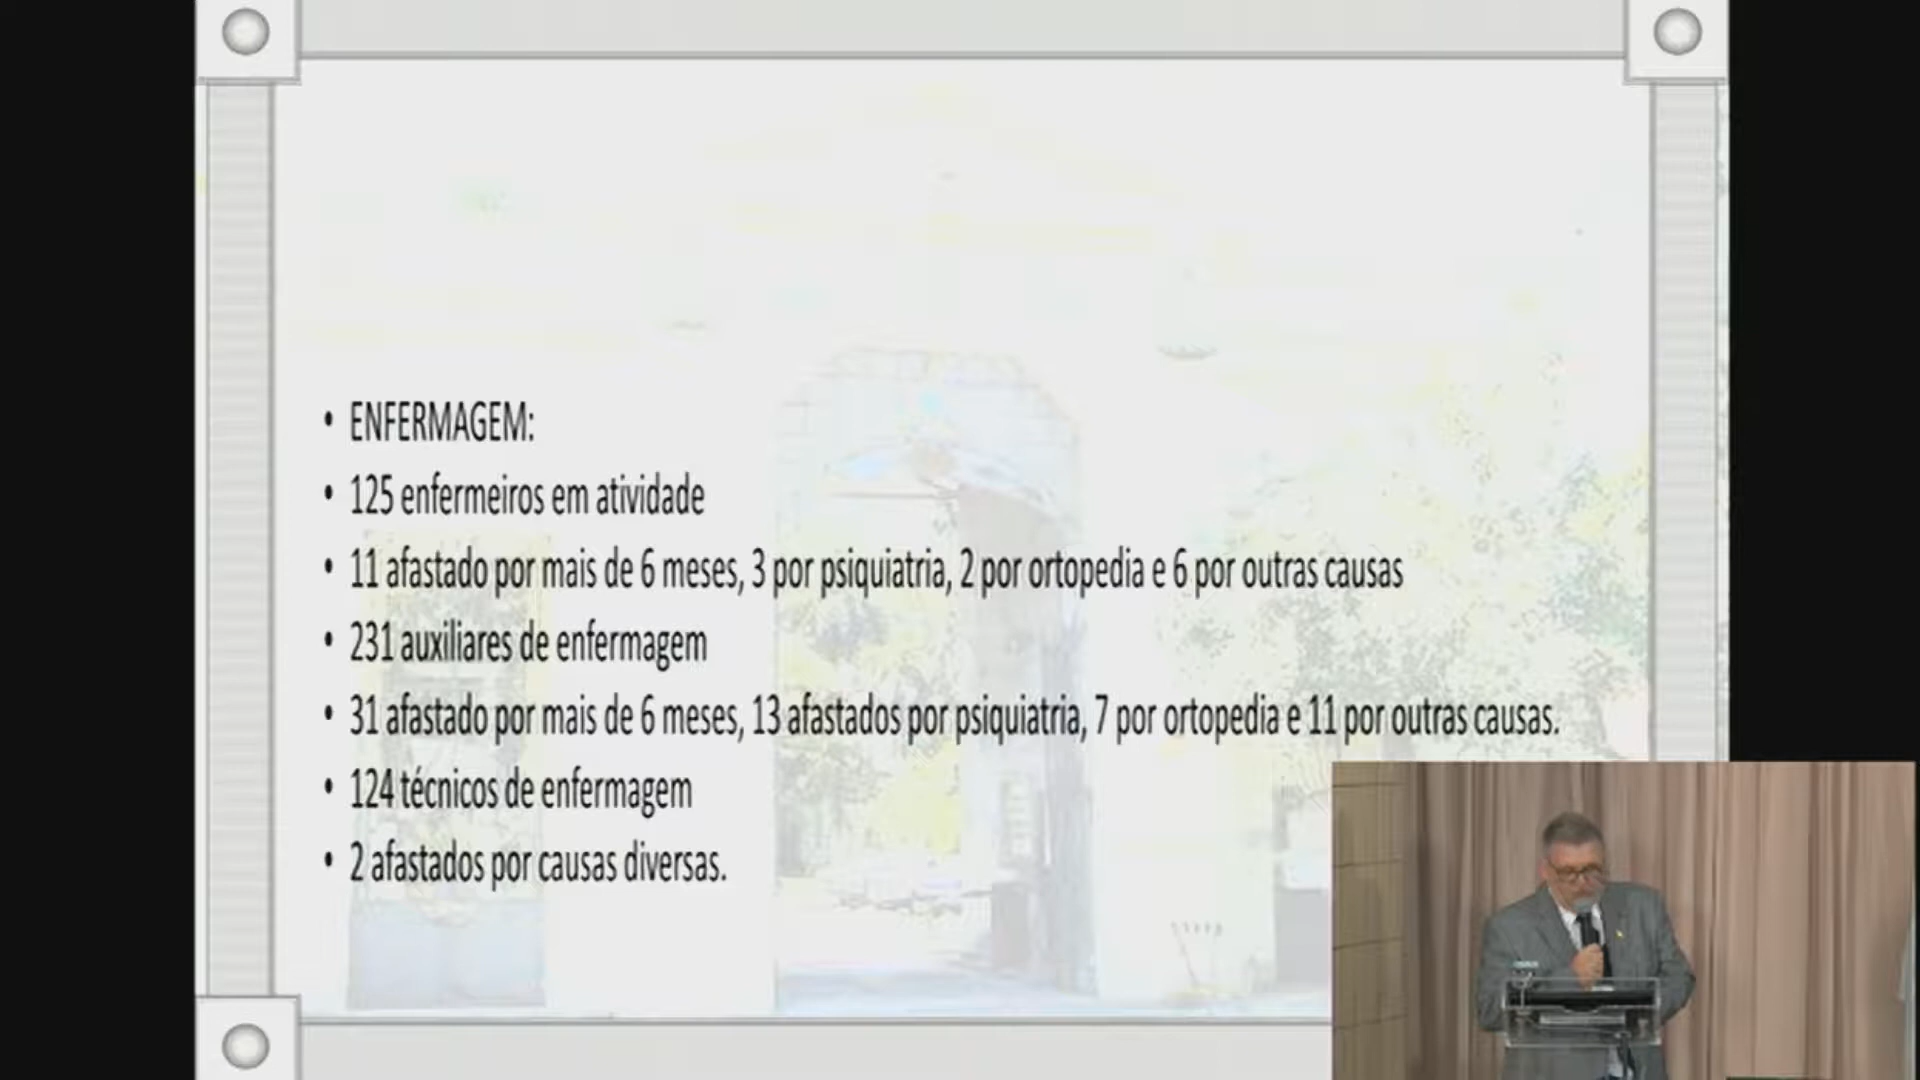 • ENFERMAGEM:
• 125 enfermeiros em atividade
• 11 afastado por mais de 6 meses, 3 por psiquiatria, 2 por ortopedia e 6 por outras causas
• 231 auxiliares de enfermagem
• 31 afastado por mais de 6 meses, 13 afastados por psiquiatria, 7 por ortopedia e 11 por outras causas.
• 124 técnicos de enfermagem
• 2 afastados por causas diversas.